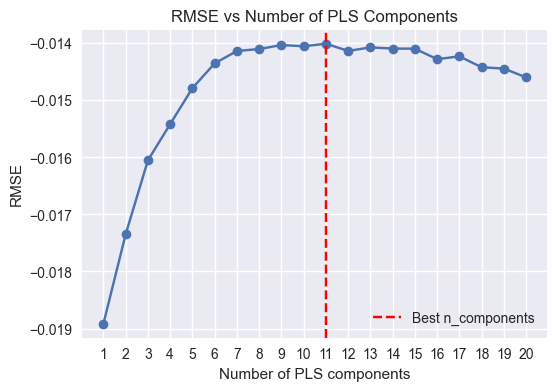 RMSE vs Number of PLS Components
−0.014
−0.015
−0.016
−0.017
−0.018
−0.019
RMSE
Best n_components
1 2 3 4 5 6 7 8 9 10 11 12 13 14 15 16 17 18 19 20
Number of PLS components